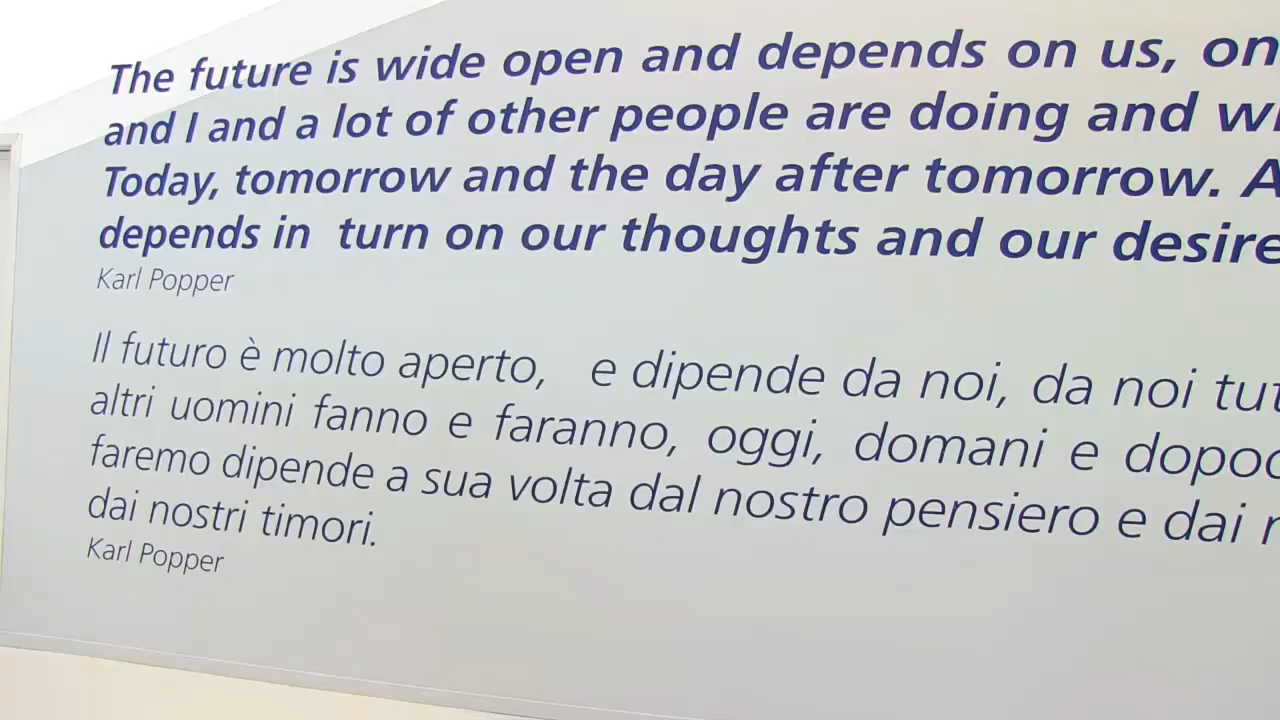 The future is wide open and depends on us, on
and I and a lot of other people are doing and
Today, tomorrow and the day after tomorrow.
depends in turn on our thoughts and our
Karl Popper
Il futuro è molto aperto, e dipende da noi, da noi
altri uomini fanno e faranno, oggi, domani e
faremo dipende a sua volta dal nostro pensiero e dai
dai nostri timori.
Karl Popper